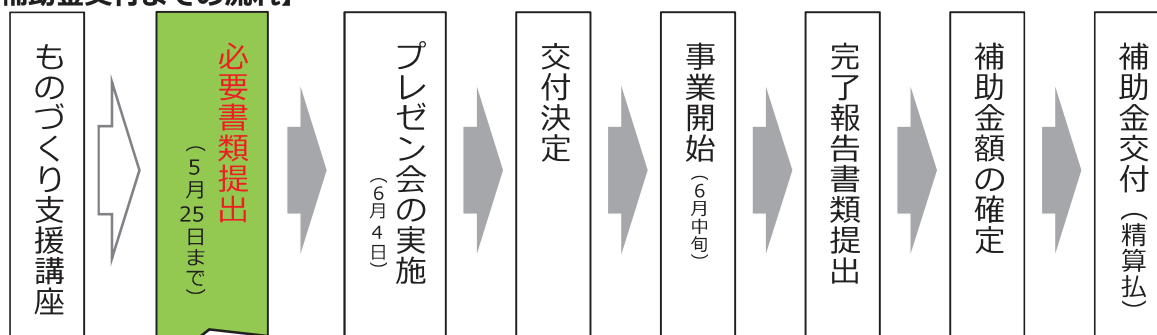 補助金交付までの流れ】
ものづくり支援講座
必要書類提出
（５月25日まで）
プレゼン会の実施
（６月４日）
交付決定
事業開始（６月中旬）
完了報告書類提出
補助金額の確定
補助金交付（精算払）